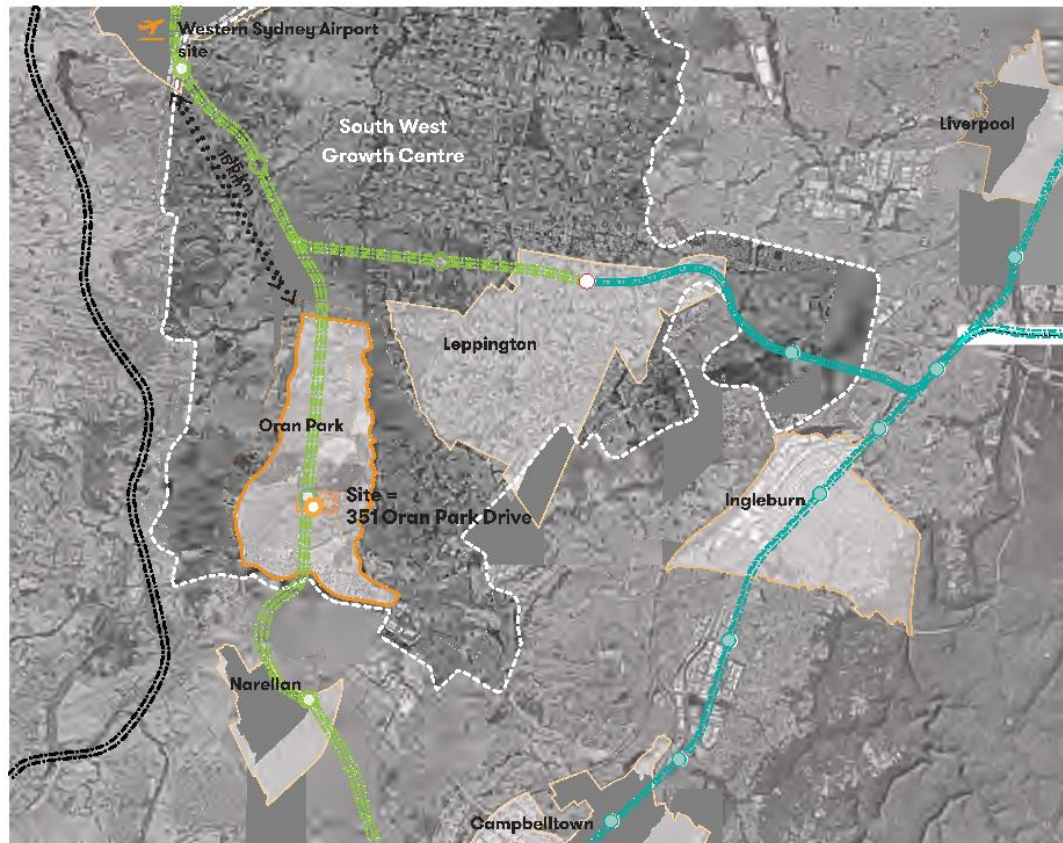 Western Sydney Airport
site
South West
Growth Centre
Liverpool
Leppington
Oran Park
Site =
351 Oran Park Drive
Ingleburn
Narellan
Campbelltown